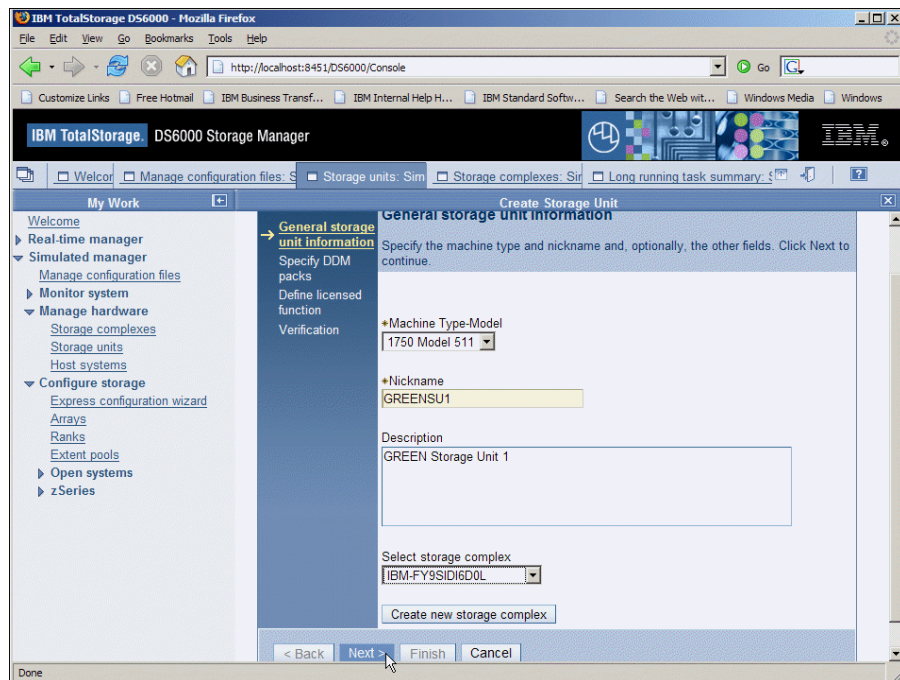 IBM TotalStorage DS6000 - Mozilla Firefox
File Edit View Go Bookmarks Tools Help
http://localhost:8451/DS6000/Console Go G
Customize Links Free Hotmail IBM Business Transf... IBM Internal Help H... IBM Standard Softw... Search the Web wit... Windows Media Windows
IBM TotalStorage. DS6000 Storage Manager IBM
Welcor Manage configuration files: S Storage units: Sim Storage complexes: Sir Long running task summary: ?
My Work
Create Storage Unit
Welcome
Real-time manager
Simulated manager
Manage configuration files
Monitor system
Manage hardware
Storage complexes
Storage units
Host systems
Configure storage
Express configuration wizard
Arrays
Ranks
Extent pools
Open systems
zSeries
General storage
unit information
Specify DDM
packs
Define licensed
function
Verification
General storage unit information
Specify the machine type and nickname and, optionally, the other fields. Click Next to
continue.
*Machine Type-Model
1750 Model 511
*Nickname
GREENSU1
Description
GREEN Storage Unit 1
Select storage complex
IBM-FY9SIDI6D0L
Create new storage complex
< Back Next > Finish Cancel
Done